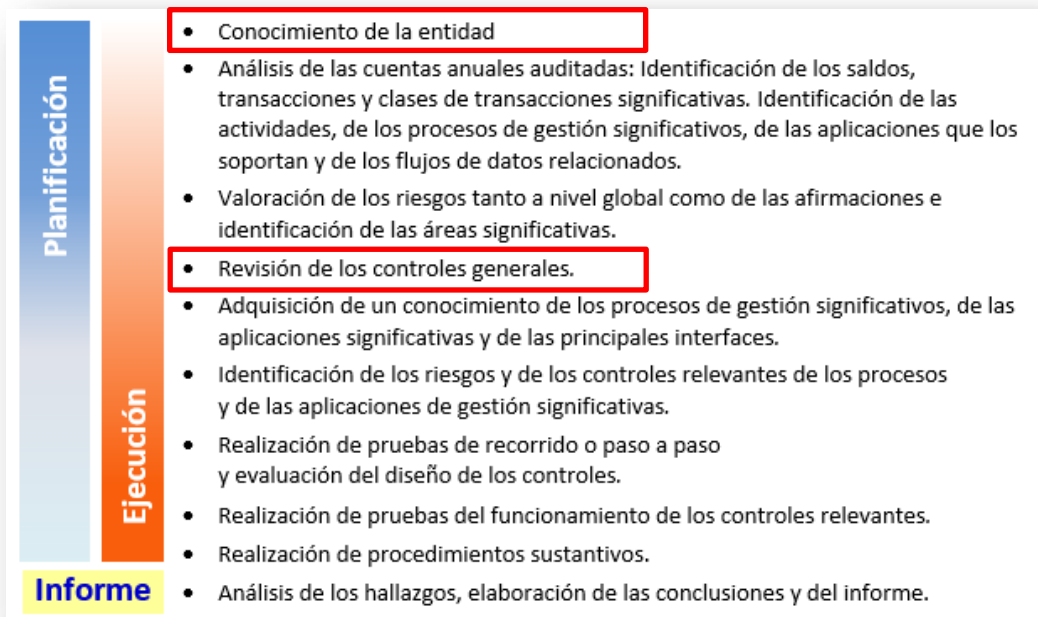 Planificación
Ejecución
• Conocimiento de la entidad
• Análisis de las cuentas anuales auditadas: Identificación de los saldos,
transacciones y clases de transacciones significativas. Identificación de las
actividades, de los procesos de gestión significativos, de las aplicaciones que los
soportan y de los flujos de datos relacionados.
• Valoración de los riesgos tanto a nivel global como de las afirmaciones e
identificación de las áreas significativas.
• Revisión de los controles generales.
• Adquisición de un conocimiento de los procesos de gestión significativos, de las
aplicaciones significativas y de las principales interfaces.
• Identificación de los riesgos y de los controles relevantes de los procesos
y de las aplicaciones de gestión significativas.
• Realización de pruebas de recorrido o paso a paso
y evaluación del diseño de los controles.
• Realización de pruebas del funcionamiento de los controles relevantes.
• Realización de procedimientos sustantivos.
Informe
• Análisis de los hallazgos, elaboración de las conclusiones y del informe.